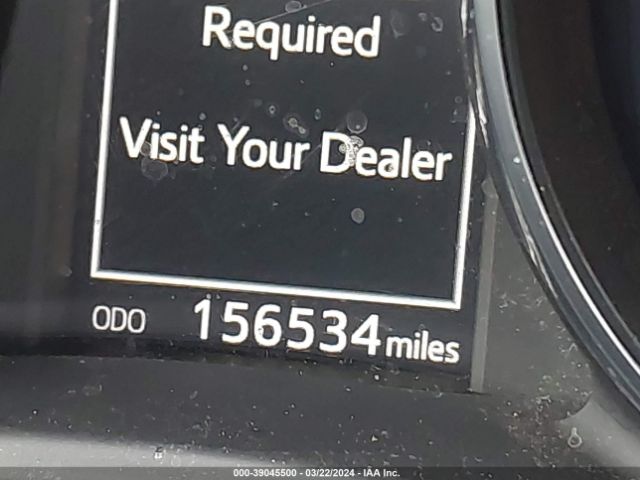 Required
Visit Your Dealer
ODO 156534 miles
000-39045500 - 03/22/2024 - IAA Inc.